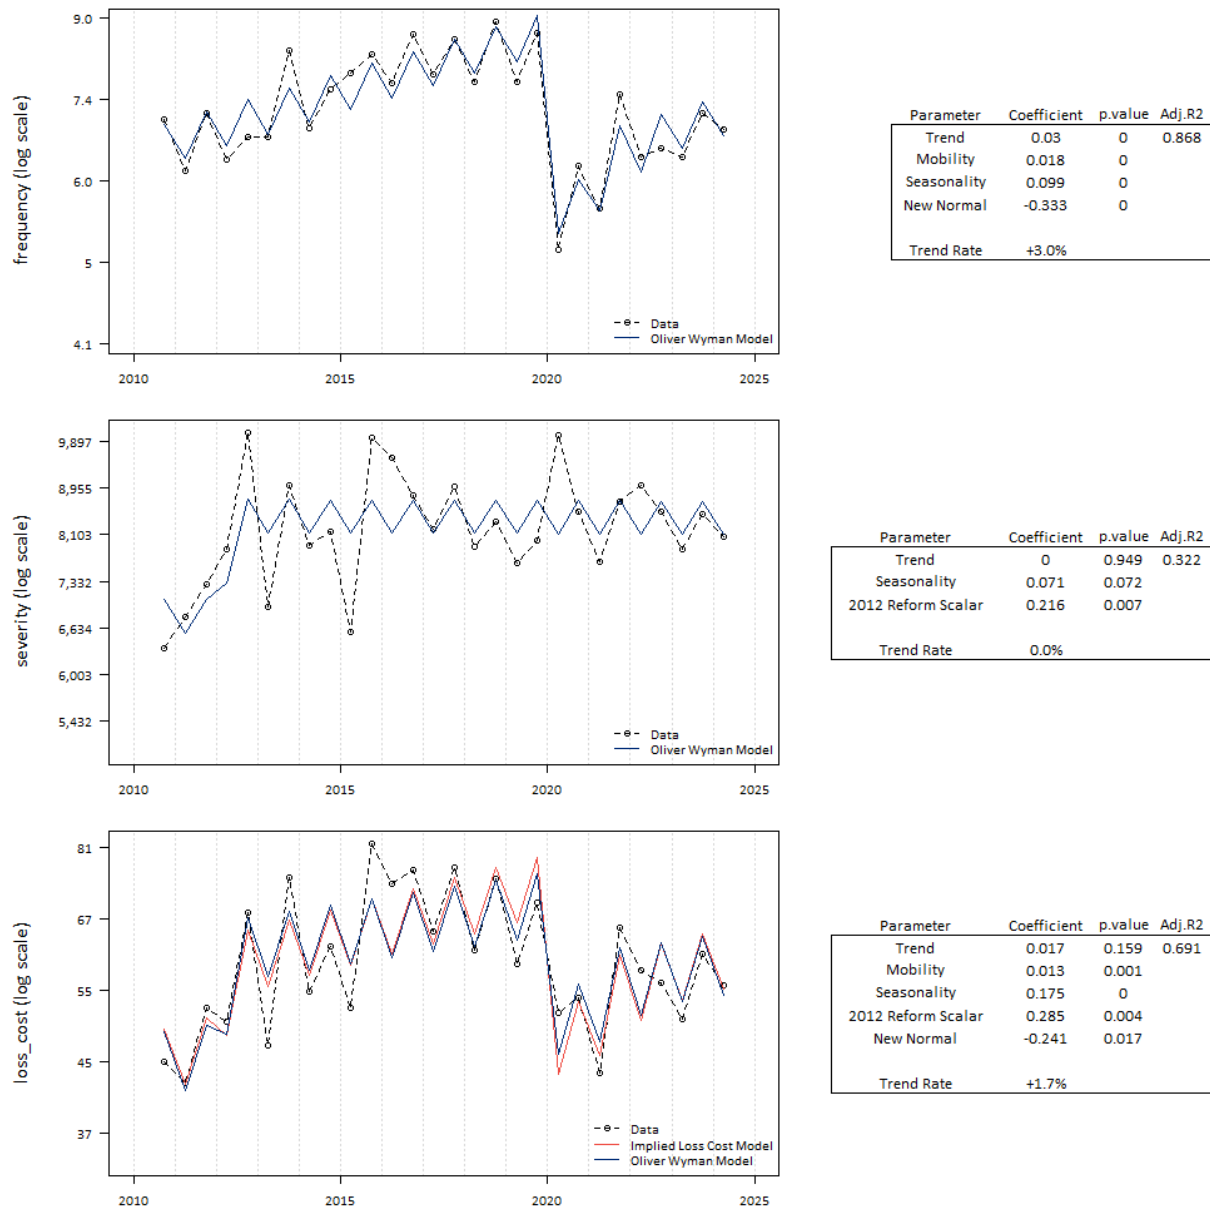 frequency (log scale)
9.0
7.4
6.0
5
4.1
Data
Oliver Wyman Model
2010 2015 2020 2025
Parameter Coefficient p.value Adj.R2
Trend 0.03 0 0.868
Mobility 0.018 0
Seasonality 0.099 0
New Normal -0.333 0
Trend Rate +3.0%
severity (log scale)
9,897
8,955
8,103
7,332
6,634
6,003
5,432
Data
Oliver Wyman Model
2010 2015 2020 2025
Parameter Coefficient p.value Adj.R2
Trend 0 0.949 0.322
Seasonality 0.071 0.072
2012 Reform Scalar 0.216 0.007
Trend Rate 0.0%
loss_cost (log scale)
81
67
55
45
37
Data
Implied Loss Cost Model
Oliver Wyman Model
2010 2015 2020 2025
Parameter Coefficient p.value Adj.R2
Trend 0.017 0.159 0.691
Mobility 0.013 0.001
Seasonality 0.175 0
2012 Reform Scalar 0.285 0.004
New Normal -0.241 0.017
Trend Rate +1.7%